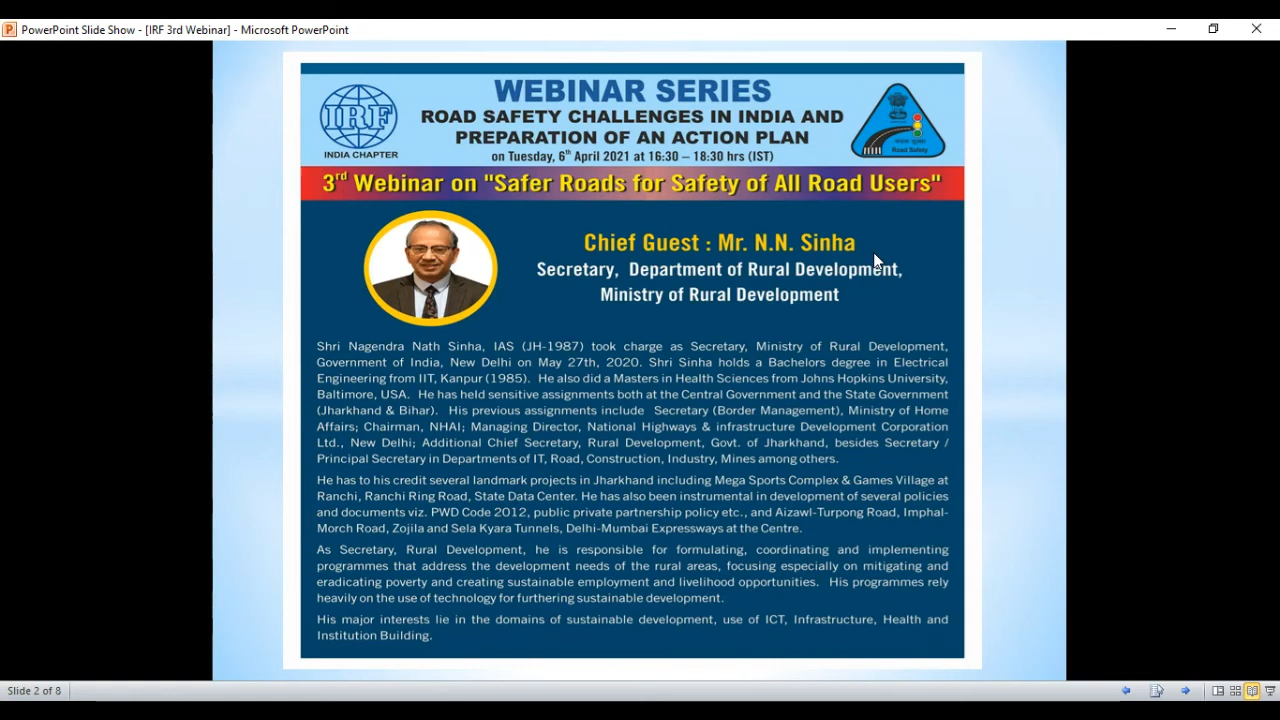 PowerPoint Slide Show - [IRF 3rd Webinar] - Microsoft PowerPoint
WEBINAR SERIES
ROAD SAFETY CHALLENGES IN INDIA AND
PREPARATION OF AN ACTION PLAN
on Tuesday, 6th April 2021 at 16:30 – 18:30 hrs (IST)
IRF
INDIA CHAPTER
Road Safety
3rd Webinar on "Safer Roads for Safety of All Road Users"
Chief Guest : Mr. N.N. Sinha
Secretary, Department of Rural Development,
Ministry of Rural Development
Shri Nagendra Nath Sinha, IAS (JH-1987) took charge as Secretary, Ministry of Rural Development,
Government of India, New Delhi on May 27th, 2020. Shri Sinha holds a Bachelors degree in Electrical
Engineering from IIT, Kanpur (1985). He also did a Masters in Health Sciences from Johns Hopkins University,
Baltimore, USA. He has held sensitive assignments both at the Central Government and the State Government
(Jharkhand & Bihar). His previous assignments include Secretary (Border Management), Ministry of Home
Affairs; Chairman, NHAI; Managing Director, National Highways & infrastructure Development Corporation
Ltd., New Delhi; Additional Chief Secretary, Rural Development, Govt. of Jharkhand, besides Secretary /
Principal Secretary in Departments of IT, Road, Construction, Industry, Mines among others.
He has to his credit several landmark projects in Jharkhand including Mega Sports Complex & Games Village at
Ranchi, Ranchi Ring Road, State Data Center. He has also been instrumental in development of several policies
and documents viz. PWD Code 2012, public private partnership policy etc., and Aizawl-Turpong Road, Imphal-
Morch Road, Zojila and Sela Kyara Tunnels, Delhi-Mumbai Expressways at the Centre.
As Secretary, Rural Development, he is responsible for formulating, coordinating and implementing
programmes that address the development needs of the rural areas, focusing especially on mitigating and
eradicating poverty and creating sustainable employment and livelihood opportunities. His programmes rely
heavily on the use of technology for furthering sustainable development.
His major interests lie in the domains of sustainable development, use of ICT, Infrastructure, Health and
Institution Building.
Slide 2 of 8